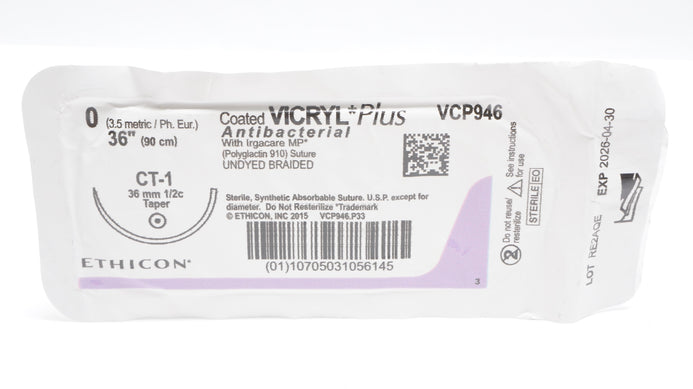 0 (3.5 metric / Ph. Eur.)
36" (90 cm)
CT-1
36 mm 1/2c
Taper
ETHICON*
Coated VICRYL‡ Plus VCP946
Antibacterial
With Irgacare MP*
(Polyglactin 910) Suture
UNDYED BRAIDED
Sterile, Synthetic Absorbable Suture. U.S.P. except for
diameter. Do Not Resterilize *Trademark
© ETHICON, INC 2015 VCP946.P33
(01)10705031056145
3
2 Do not reuse/
resterilize
See instructions
for use
STERILE EO
LOT RE2AQE EXP 2026-04-30